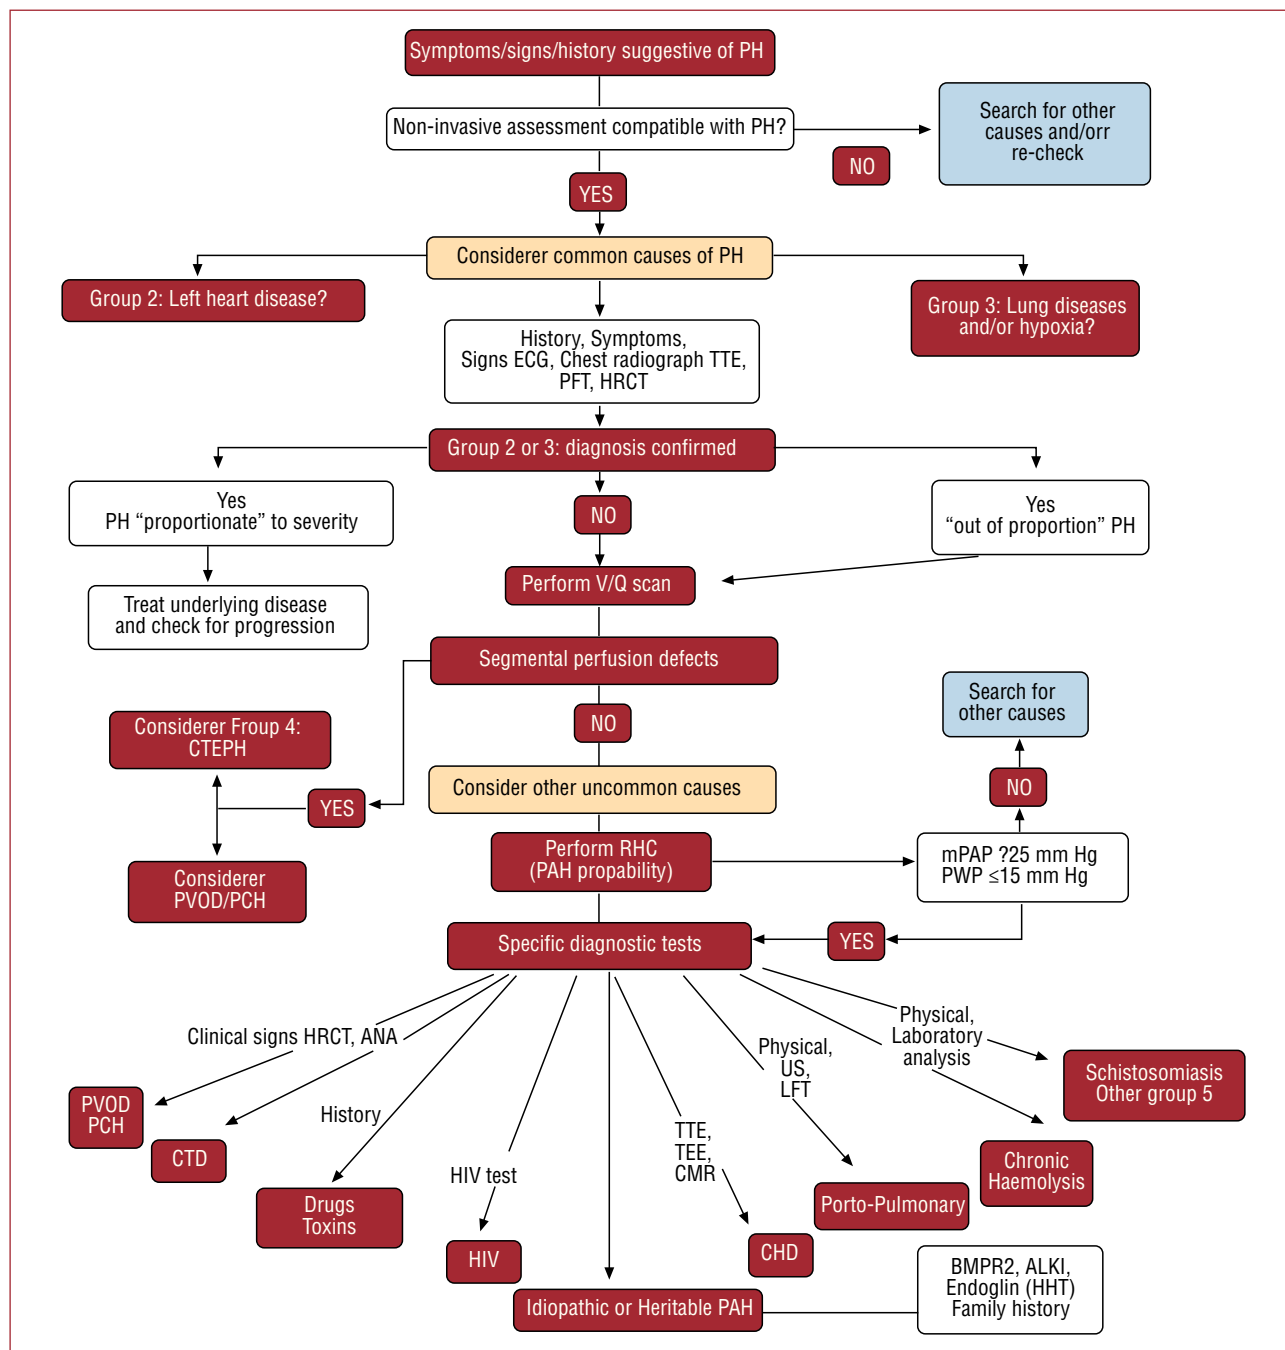 Symptoms/signs/history suggestive of PH
Non-invasive assessment compatible with PH?
Search for other
causes and/orr
re-check
NO
YES
Considerer common causes of PH
Group 2: Left heart disease?
Group 3: Lung diseases
and/or hypoxia?
History, Symptoms,
Signs ECG, Chest radiograph TTE,
PFT, HRCT
Group 2 or 3: diagnosis confirmed
Yes
PH “proportionate” to severity
NO
Yes
“out of proportion” PH
Perform V/Q scan
Treat underlying disease
and check for progression
Segmental perfusion defects
Search for
other causes
Considerer Froup 4:
CTEPH
NO
Consider other uncommon causes
NO
YES
Perform RHC
(PAH propability)
mPAP ?25 mm Hg
PWP ≤15 mm Hg
Considerer
PVOD/PCH
Specific diagnostic tests
YES
Clinical signs HRCT, ANA
Physical,
US,
LFT
Physical,
Laboratory
analysis
Schistosomiasis
Other group 5
PVOD
PCH
History
TTE,
TEE,
CMR
CTD
HIV test
Chronic
Haemolysis
Drugs
Toxins
Porto-Pulmonary
HIV
CHD
BMPR2, ALKI,
Endoglin (HHT)
Family history
Idiopathic or Heritable PAH